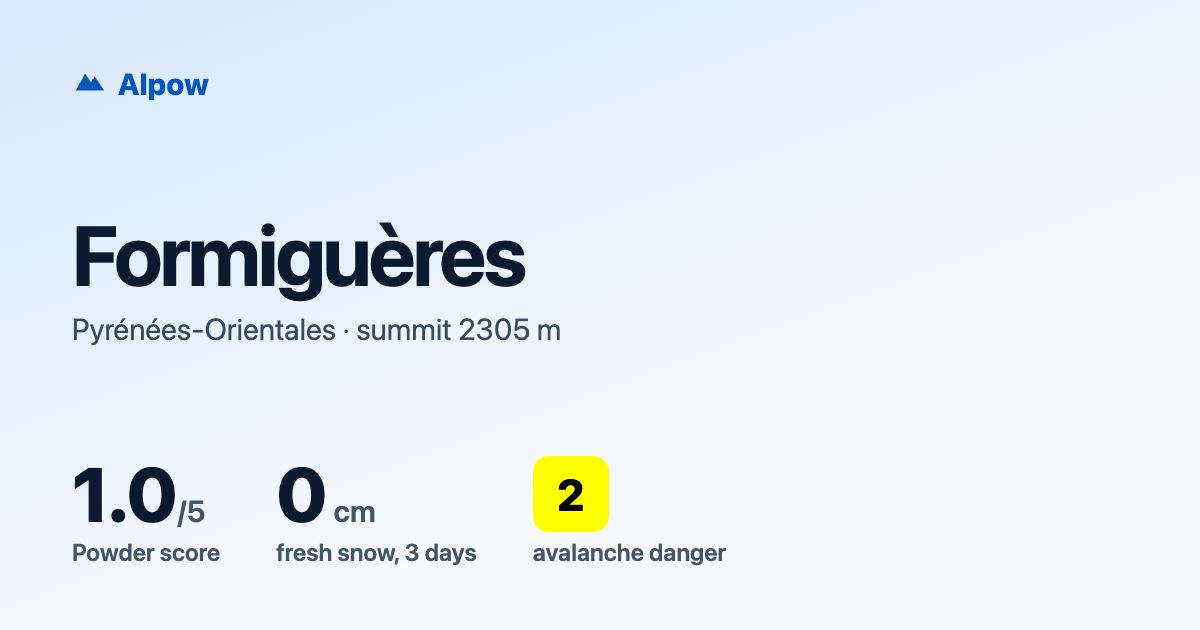 Alpow
Formiguères
Pyrénées-Orientales · summit 2305 m
1.0/5 0 cm 2
Powder score fresh snow, 3 days avalanche danger